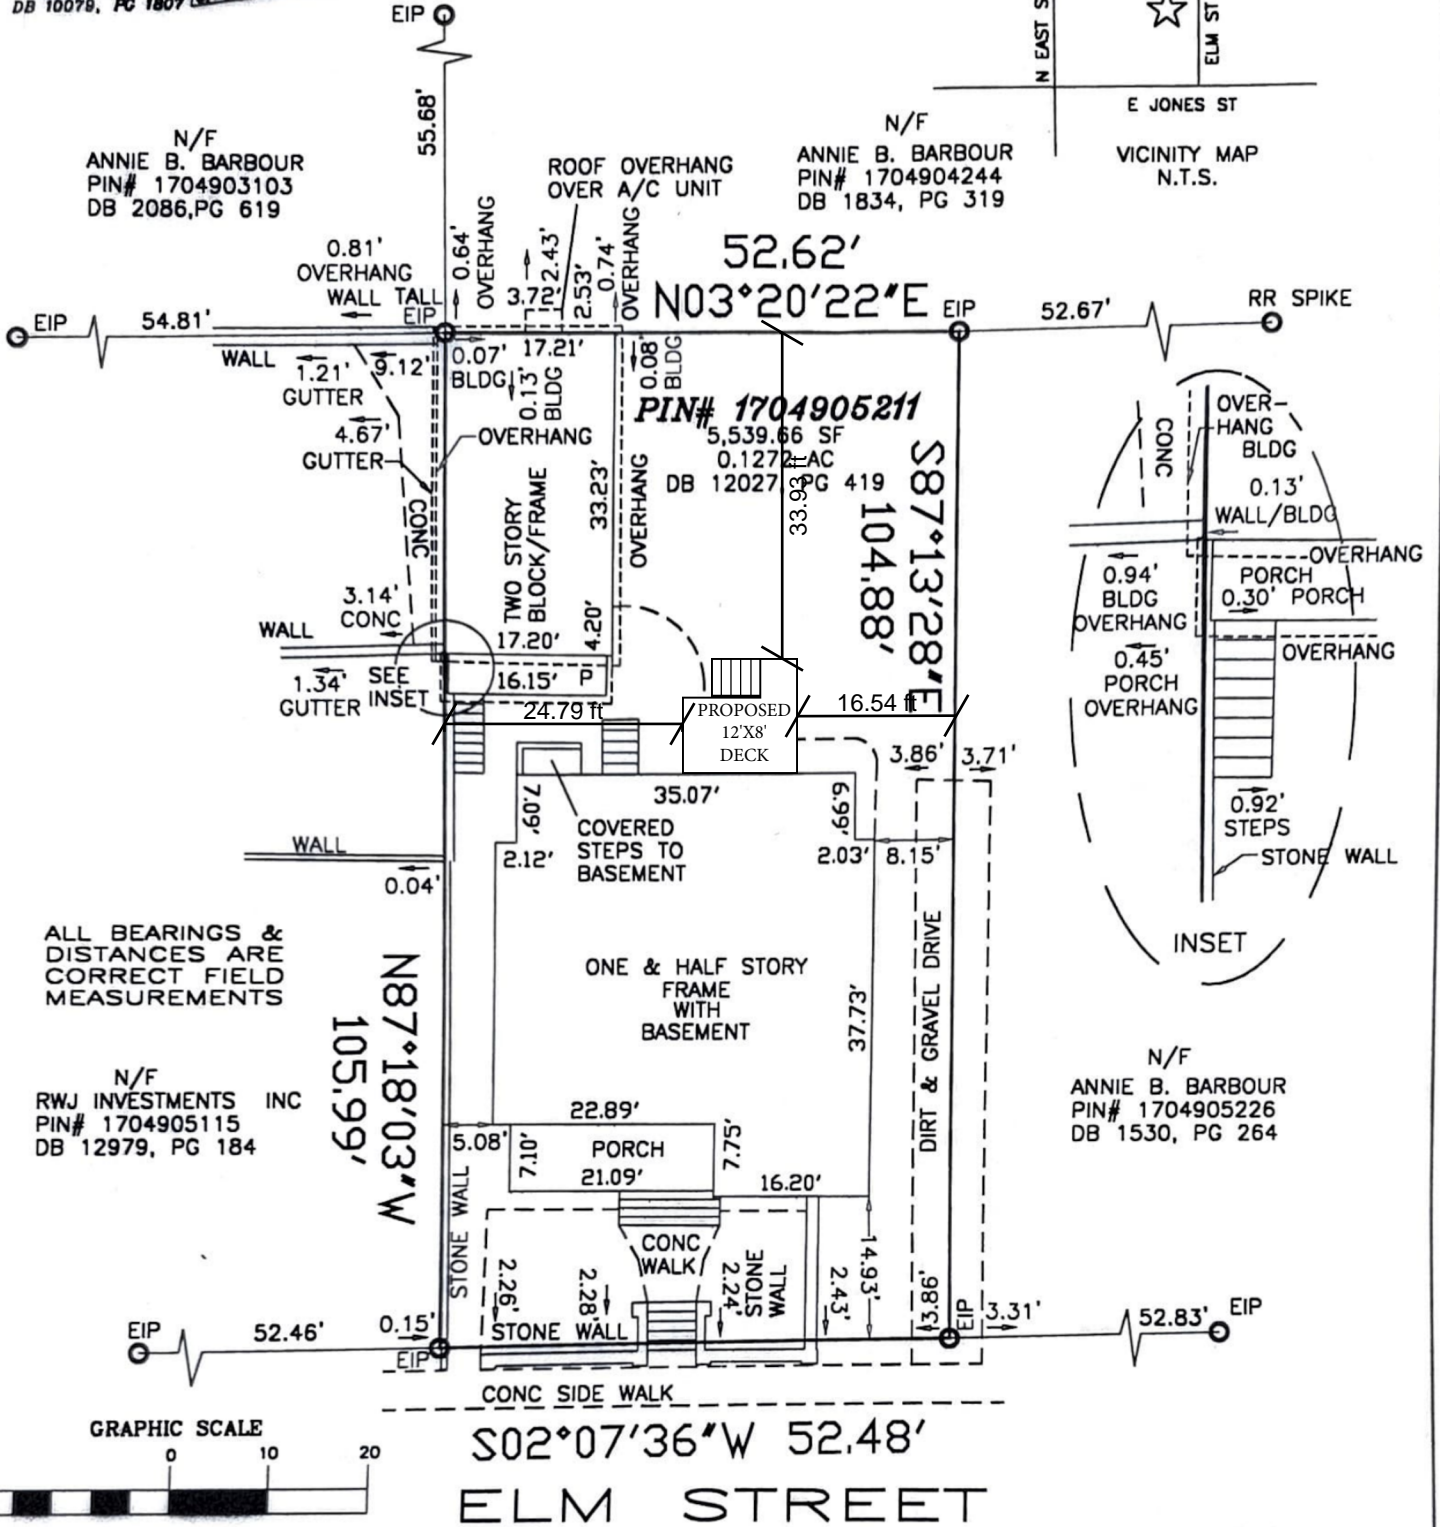 DB 10079, PG 1807
EIP
N EAST S
ELM ST
E JONES ST
VICINITY MAP
N.T.S.
55.68'
N/F
ANNIE B. BARBOUR
PIN# 1704903103
DB 2086,PG 619
ROOF OVERHANG
OVER A/C UNIT
N/F
ANNIE B. BARBOUR
PIN# 1704904244
DB 1834, PG 319
0.81'
OVERHANG
WALL TALL
EIP
0.64'
OVERHANG
3.72'
2.43'
2.53'
0.74'
OVERHANG
52.62'
N03°20'22"E
EIP
52.67'
RR SPIKE
EIP
54.81'
WALL
1.21'
GUTTER
9.12'
0.07'
BLDG
17.21'
0.13'
BLDG
0.08'
BLDG
4.67'
GUTTER
OVERHANG
CONC
PIN# 1704905211
5,539.66 SF
0.1272 AC
DB 12027, PG 419
33.93 ft
S87°13'28"E
104.88'
TWO STORY
BLOCK/FRAME
33.23'
OVERHANG
4.20'
3.14'
CONC
WALL
17.20'
16.15'
P
1.34'
GUTTER
SEE
INSET
24.79 ft
PROPOSED
12'X8'
DECK
16.54 ft
3.86'
3.71'
7.09'
35.07'
6.99'
2.12'
COVERED
STEPS TO
BASEMENT
2.03'
8.15'
WALL
0.04'
CONC
OVER-
HANG
BLDG
0.13'
WALL/BLDG
OVERHANG
0.94'
BLDG
OVERHANG
PORCH
0.30' PORCH
0.45'
PORCH
OVERHANG
OVERHANG
0.92'
STEPS
STONE WALL
INSET
ALL BEARINGS &
DISTANCES ARE
CORRECT FIELD
MEASUREMENTS
N87°18'03"W
105.99'
ONE & HALF STORY
FRAME
WITH
BASEMENT
37.73'
DIRT & GRAVEL DRIVE
N/F
RWJ INVESTMENTS INC
PIN# 1704905115
DB 12979, PG 184
N/F
ANNIE B. BARBOUR
PIN# 1704905226
DB 1530, PG 264
5.08'
22.89'
7.10'
PORCH
21.09'
7.75'
16.20'
STONE WALL
CONC
WALK
2.26'
2.28'
2.24'
STONE
WALL
2.43'
14.93'
3.86'
EIP
3.31'
STONE WALL
EIP
52.46'
0.15'
EIP
52.83'
EIP
CONC SIDE WALK
GRAPHIC SCALE
0 10 20
S02°07'36"W 52.48'
ELM STREET